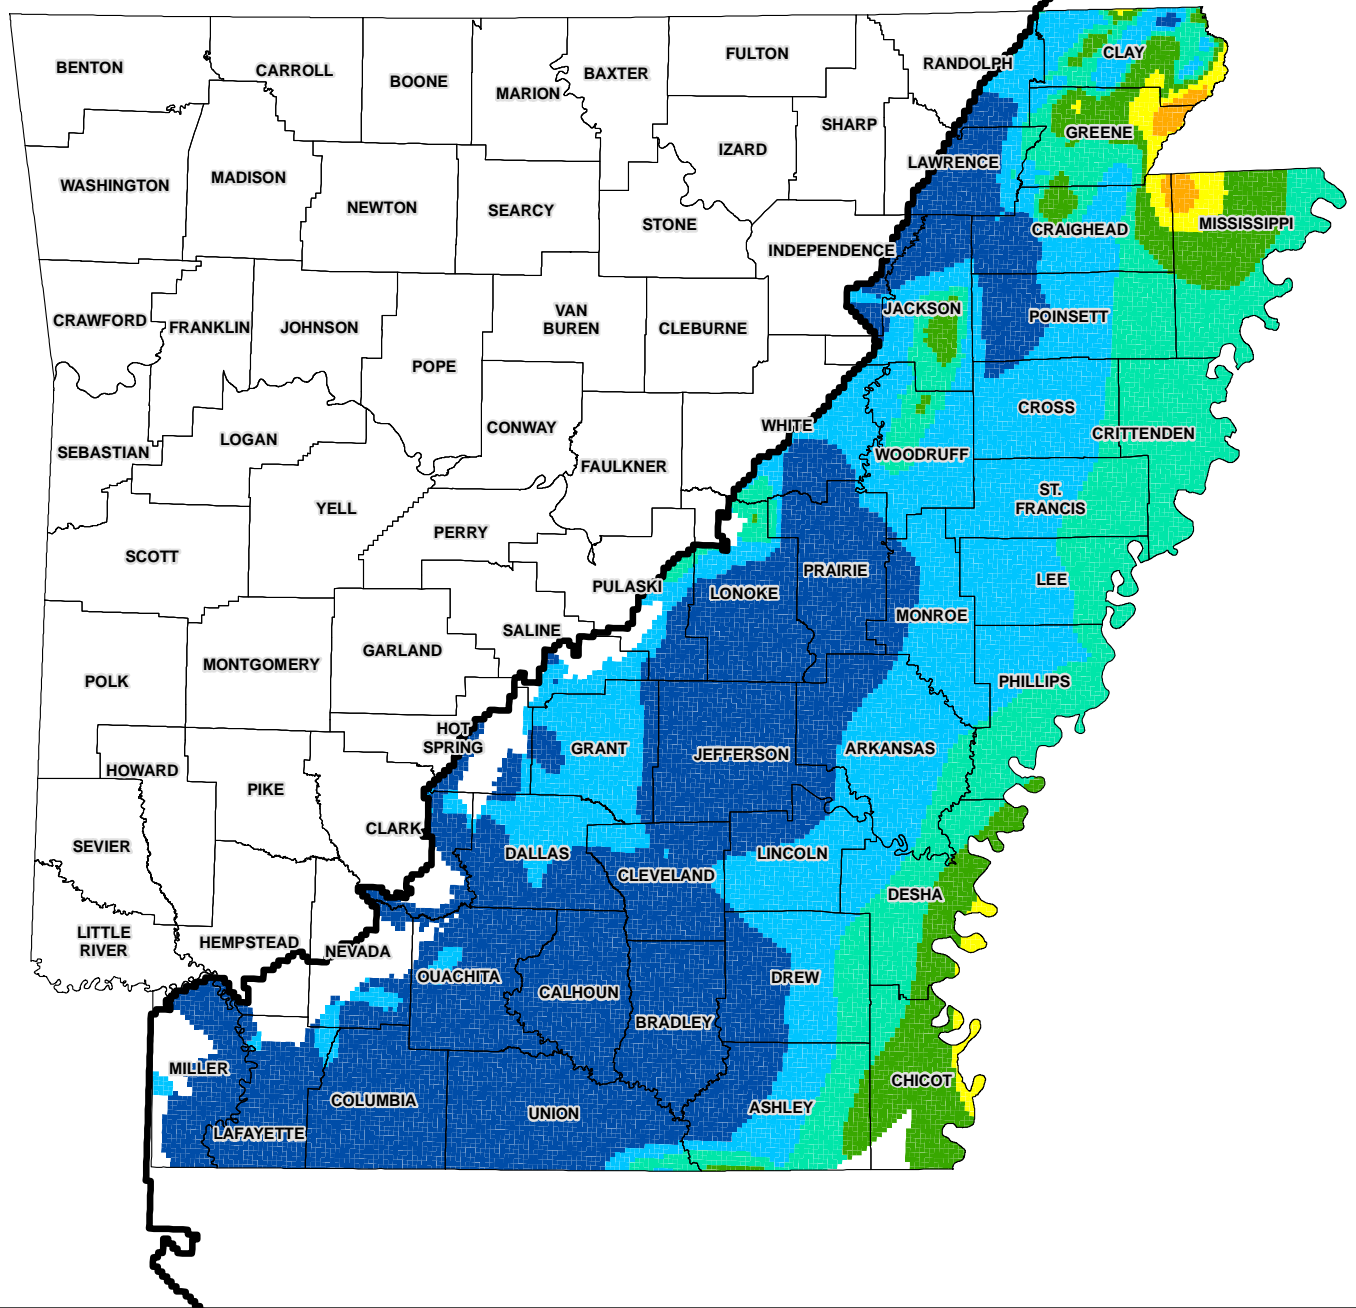 BENTON
CARROLL
BOONE
MARION
BAXTER
FULTON
RANDOLPH
CLAY
SHARP
GREENE
IZARD
LAWRENCE
WASHINGTON
MADISON
NEWTON
SEARCY
STONE
INDEPENDENCE
CRAIGHEAD
MISSISSIPPI
CRAWFORD
FRANKLIN
JOHNSON
VAN
BUREN
CLEBURNE
JACKSON
POINSETT
POPE
CROSS
SEBASTIAN
LOGAN
CONWAY
WHITE
CRITTENDEN
FAULKNER
WOODRUFF
YELL
ST.
FRANCIS
PERRY
SCOTT
PULASKI
LONOKE
PRAIRIE
LEE
MONROE
SALINE
GARLAND
MONTGOMERY
POLK
PHILLIPS
HOT
SPRING
GRANT
JEFFERSON
ARKANSAS
HOWARD
PIKE
CLARK
SEVIER
DALLAS
LINCOLN
CLEVELAND
DESHA
LITTLE
RIVER
HEMPSTEAD
NEVADA
OUACHITA
CALHOUN
DREW
BRADLEY
MILLER
CHICOT
COLUMBIA
UNION
ASHLEY
LAFAYETTE